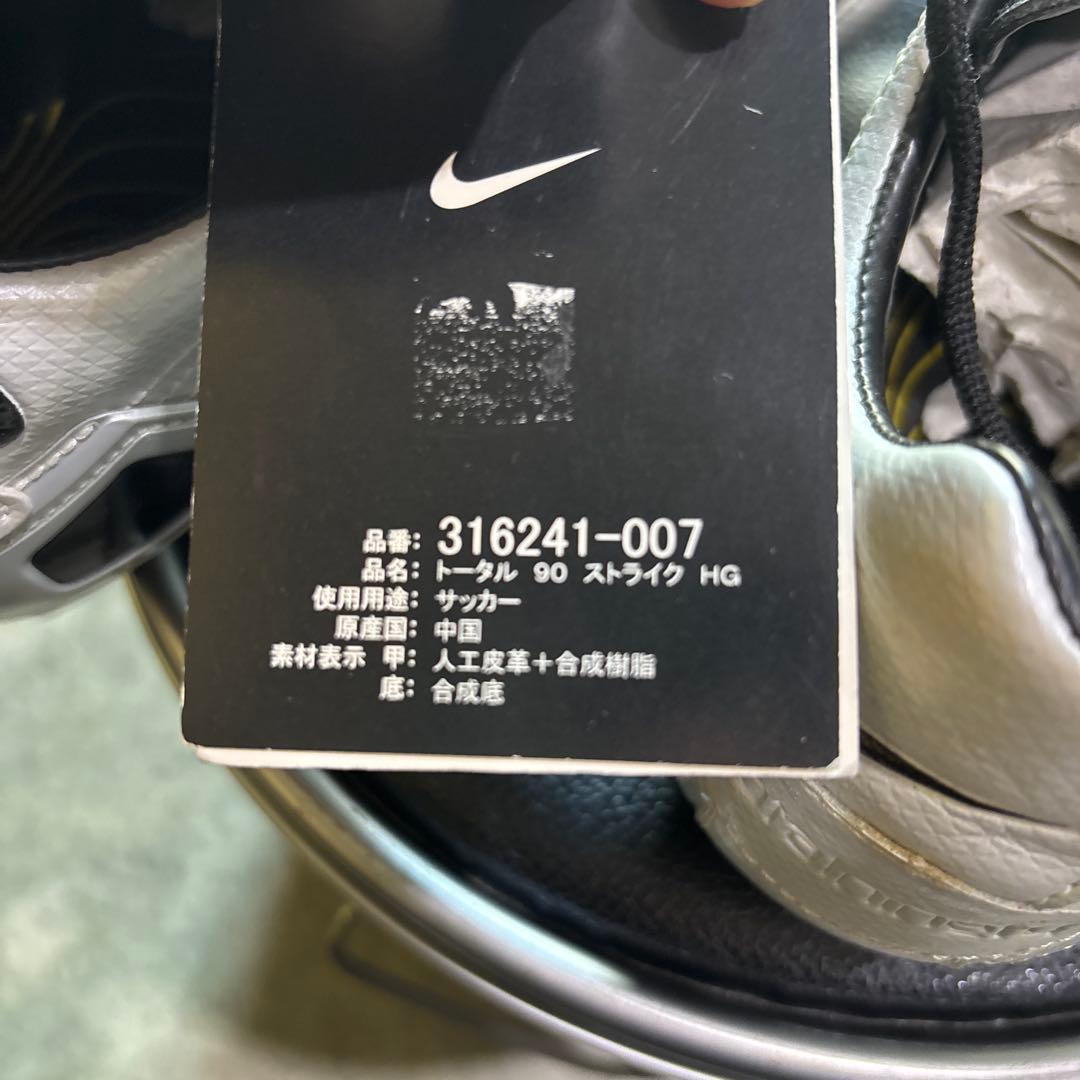 品番: 316241-007
品名: トータル 90 ストライク HG
使用用途: サッカー
原産国: 中国
素材表示 甲: 人工皮革＋合成樹脂
底: 合成底